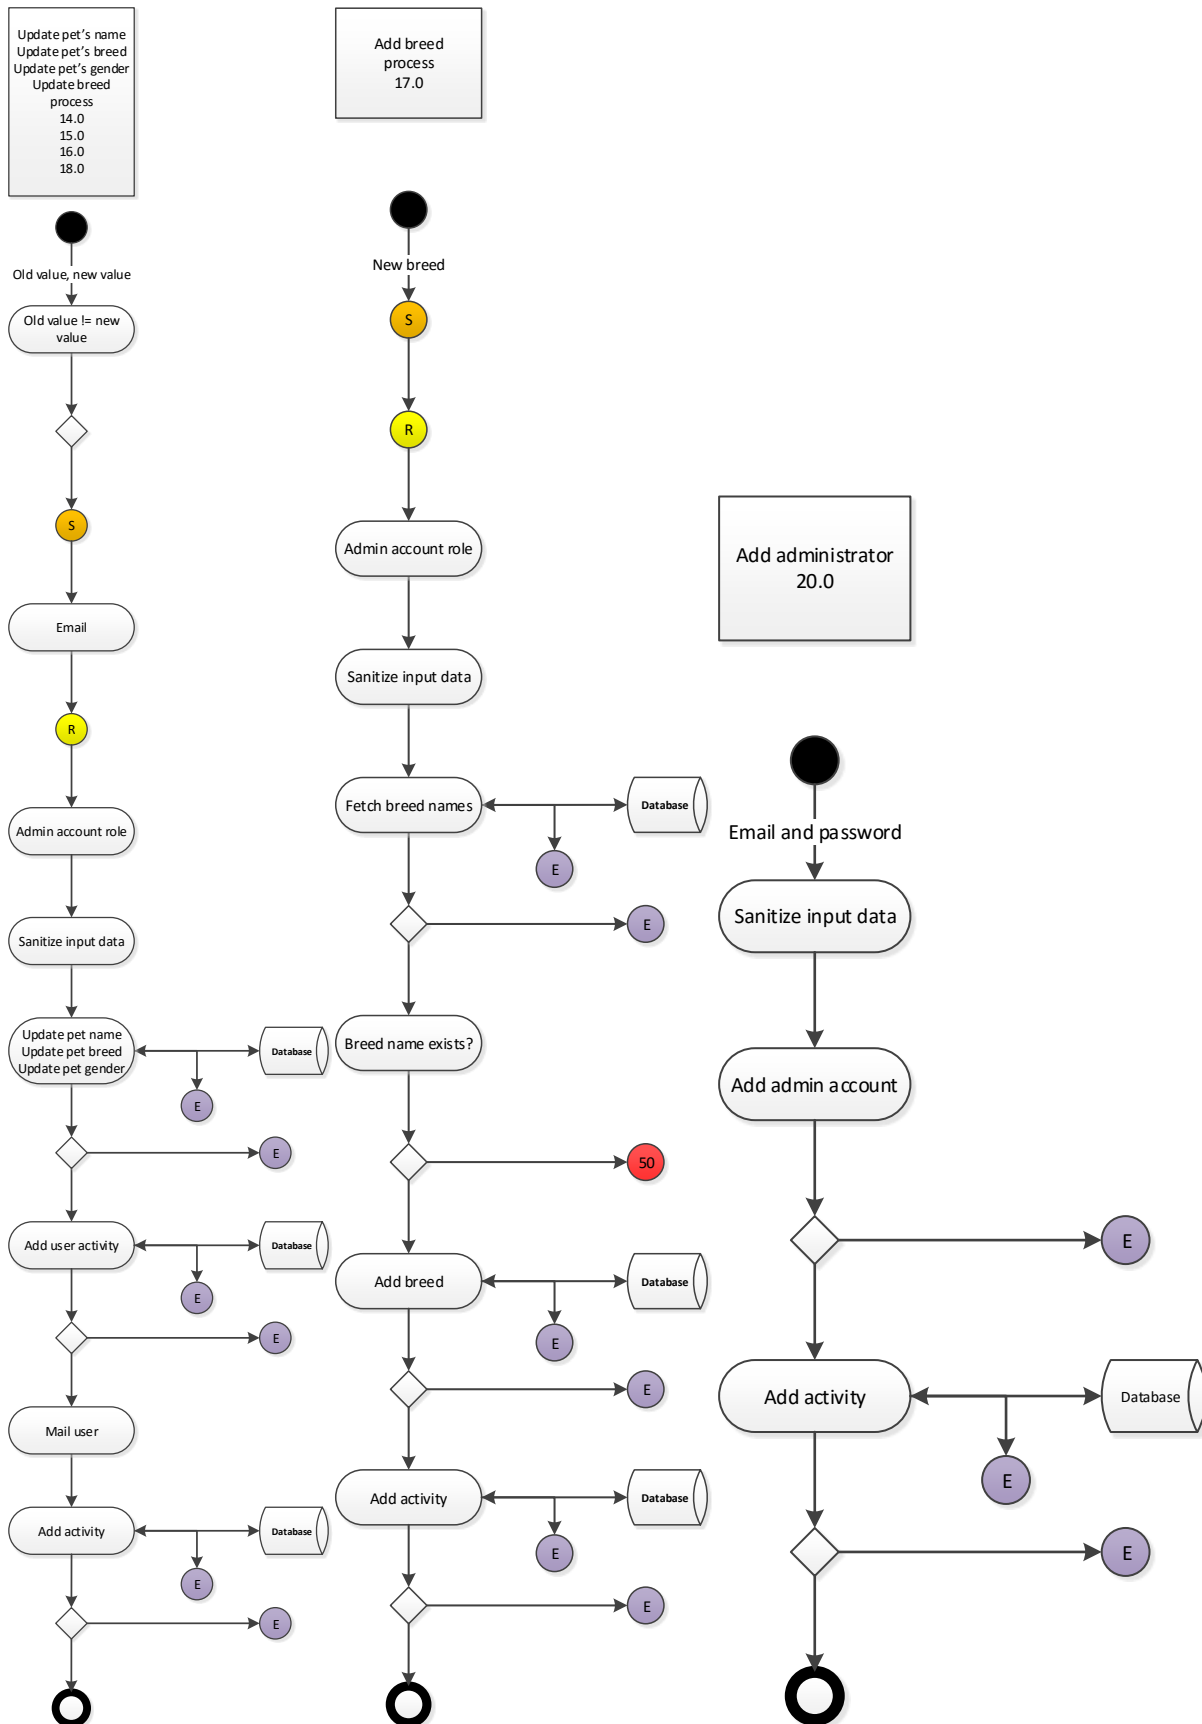 Update pet's name
Update pet's breed
Update pet's gender
Update breed
process
14.0
15.0
16.0
18.0
Old value, new value
Old value != new
value
S
Email
R
Admin account role
Sanitize input data
Update pet name
Update pet breed
Update pet gender
Database
E
E
Add user activity
Database
E
E
Mail user
Add activity
Database
E
E
Add breed
process
17.0
New breed
S
R
Admin account role
Sanitize input data
Fetch breed names
Database
E
E
Breed name exists?
50
Add breed
Database
E
E
Add activity
Database
E
E
Add administrator
20.0
Email and password
Sanitize input data
Add admin account
E
Add activity
Database
E
E